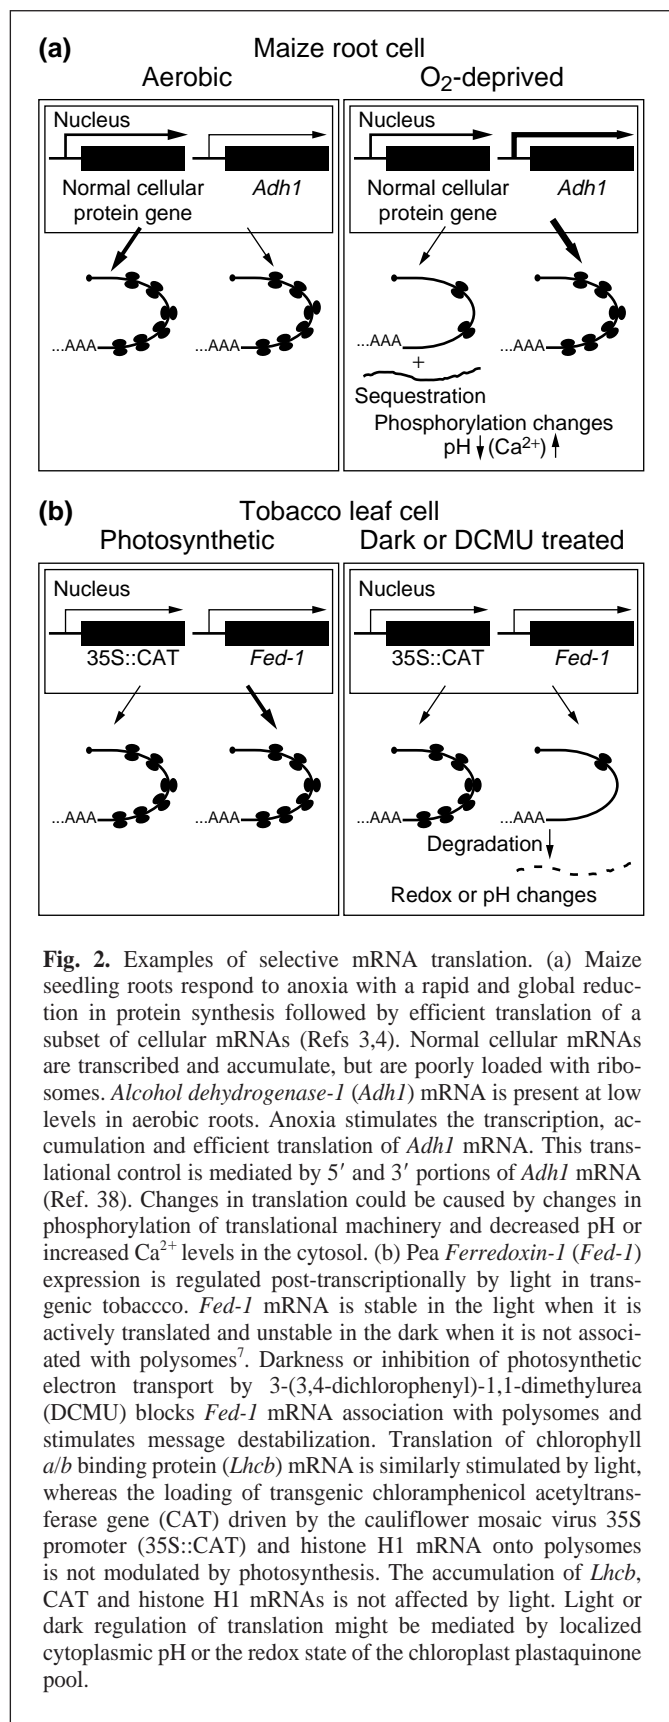 (a) Maize root cell
Aerobic O2-deprived
Nucleus Nucleus
Normal cellular protein gene Adh1 Normal cellular protein gene Adh1
...AAA ...AAA ...AAA ...AAA
+
Sequestration
Phosphorylation changes
pH (Ca2+)
(b) Tobacco leaf cell
Photosynthetic Dark or DCMU treated
Nucleus Nucleus
35S::CAT Fed-1 35S::CAT Fed-1
...AAA ...AAA ...AAA ...AAA
Degradation
Redox or pH changes
Fig. 2. Examples of selective mRNA translation. (a) Maize
seedling roots respond to anoxia with a rapid and global reduc-
tion in protein synthesis followed by efficient translation of a
subset of cellular mRNAs (Refs 3,4). Normal cellular mRNAs
are transcribed and accumulate, but are poorly loaded with ribo-
somes. Alcohol dehydrogenase-1 (Adh1) mRNA is present at low
levels in aerobic roots. Anoxia stimulates the transcription, ac-
cumulation and efficient translation of Adh1 mRNA. This trans-
lational control is mediated by 5′ and 3′ portions of Adh1 mRNA
(Ref. 38). Changes in translation could be caused by changes in
phosphorylation of translational machinery and decreased pH or
increased Ca2+ levels in the cytosol. (b) Pea Ferredoxin-1 (Fed-1)
expression is regulated post-transcriptionally by light in trans-
genic tobaccco. Fed-1 mRNA is stable in the light when it is
actively translated and unstable in the dark when it is not associ-
ated with polysomes7. Darkness or inhibition of photosynthetic
electron transport by 3-(3,4-dichlorophenyl)-1,1-dimethylurea
(DCMU) blocks Fed-1 mRNA association with polysomes and
stimulates message destabilization. Translation of chlorophyll
a/b binding protein (Lhcb) mRNA is similarly stimulated by light,
whereas the loading of transgenic chloramphenicol acetyltrans-
ferase gene (CAT) driven by the cauliflower mosaic virus 35S
promoter (35S::CAT) and histone H1 mRNA onto polysomes
is not modulated by photosynthesis. The accumulation of Lhcb,
CAT and histone H1 mRNAs is not affected by light. Light or
dark regulation of translation might be mediated by localized
cytoplasmic pH or the redox state of the chloroplast plastaquinone
pool.